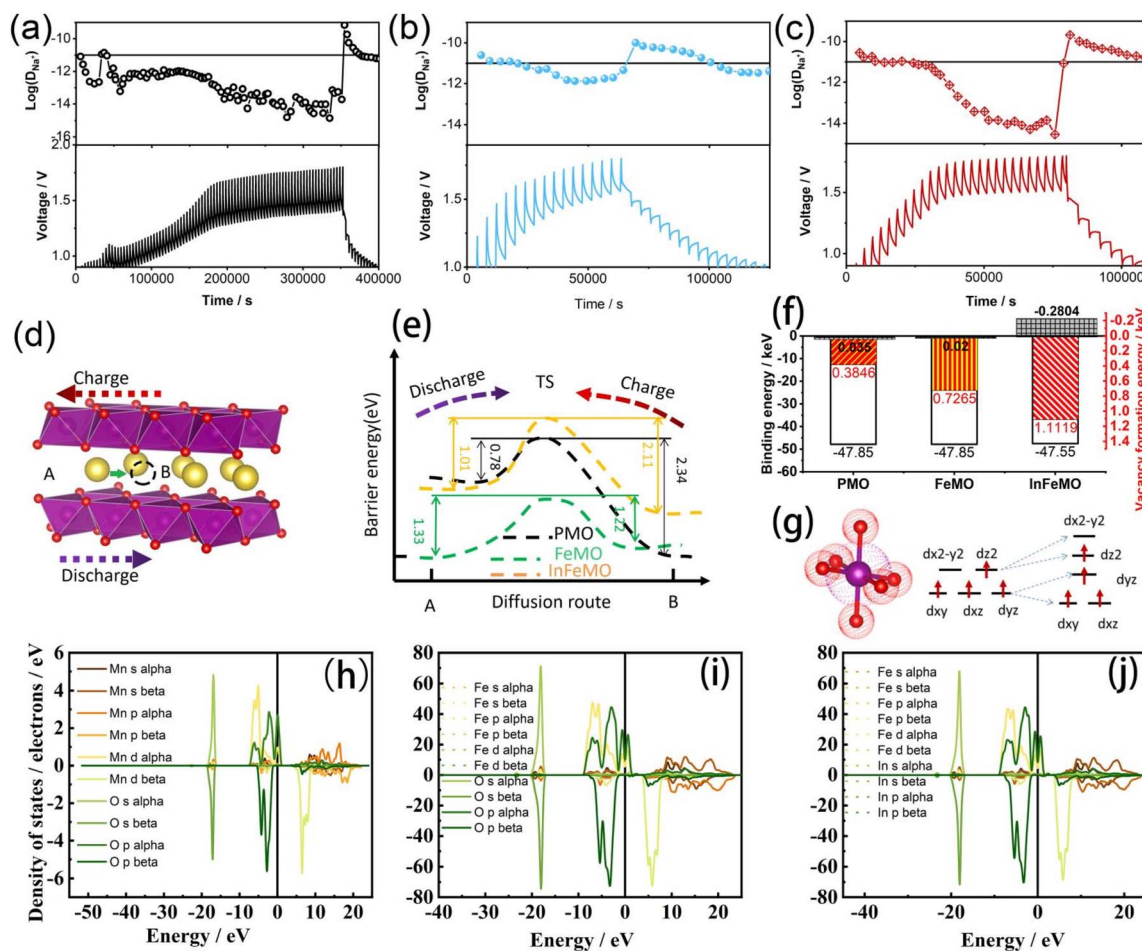 (a)
-10
-12
-14
-16
Log(D_Na+)
2.0
1.5
1.0
Voltage / V
0 100000 200000 300000 400000
Time / s
(b)
-10
-12
-14
Log(D_Na+)
1.5
1.0
Voltage / V
0 50000 100000
Time / s
(c)
-10
-12
-14
Log(D_Na+)
1.5
1.0
Voltage / V
0 50000 100000
Time / s
(d)
Charge
A
B
Discharge
(e)
Barrier energy(eV)
Discharge
TS
Charge
1.01
0.78
2.11
2.34
1.33
1.22
PMO
FeMO
InFeMO
A
Diffusion route
B
(f)
-0.2804
Binding energy / keV
0
-10
-20
-30
-40
-50
-60
0.035
0.3846
-47.85
0.02
0.7265
-47.85
1.1119
-47.55
PMO FeMO InFeMO
-0.2
0.0
0.2
0.4
0.6
0.8
1.0
1.2
1.4
Vacancy formation energy / keV
(g)
dx2-y2 dz2
dxy dxz dyz
dx2-y2
dz2
dyz
dxy dxz
(h)
Density of states / electrons / eV
6
4
2
0
-2
-4
-6
Mn s alpha
Mn s beta
Mn p alpha
Mn p beta
Mn d alpha
Mn d beta
O s alpha
O s beta
O p alpha
O p beta
-50 -40 -30 -20 -10 0 10 20
Energy / eV
(i)
80
60
40
20
0
-20
-40
-60
-80
Fe s alpha
Fe s beta
Fe p alpha
Fe p beta
Fe d alpha
Fe d beta
O s alpha
O s beta
O p alpha
O p beta
-40 -30 -20 -10 0 10 20
Energy / eV
(j)
80
60
40
20
0
-20
-40
-60
-80
Fe s alpha
Fe s beta
Fe p alpha
Fe p beta
Fe d alpha
Fe d beta
In s alpha
In s beta
In p alpha
In p beta
-40 -20 0 20
Energy / eV